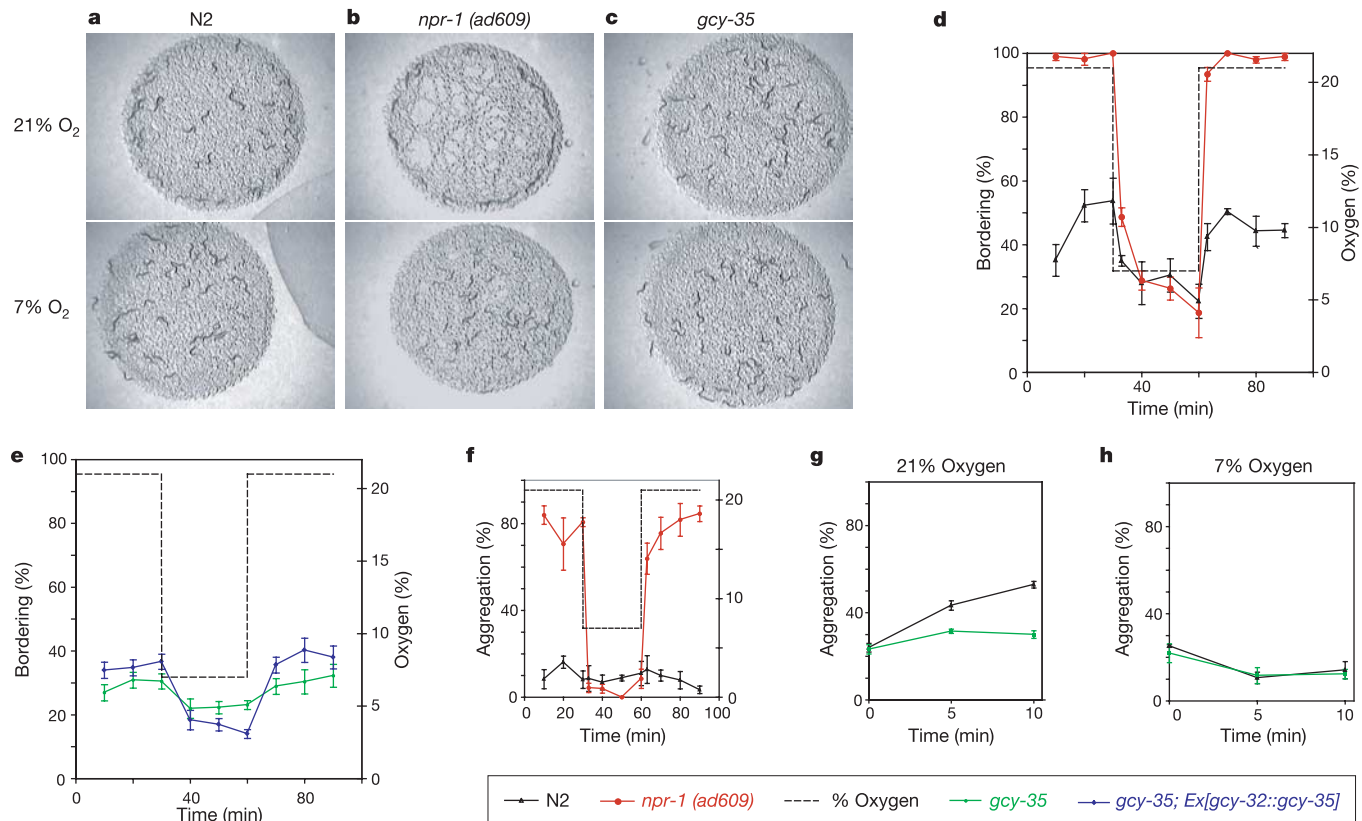 a N2
b npr-1 (ad609)
c gcy-35
21% O2
7% O2
d
100
80
60
40
20
0
Bordering (%)
20
15
10
5
0
Oxygen (%)
40
80
Time (min)
e
100
80
60
40
20
0
Bordering (%)
20
15
10
5
0
Oxygen (%)
0
40
80
Time (min)
f
80
40
0
Aggregation (%)
20
10
0
0
20
40
60
80
100
Time (min)
g
21% Oxygen
80
40
0
Aggregation (%)
0
5
10
Time (min)
h
7% Oxygen
80
40
0
Aggregation (%)
0
5
10
Time (min)
N2
npr-1 (ad609)
% Oxygen
gcy-35
gcy-35; Ex[gcy-32::gcy-35]